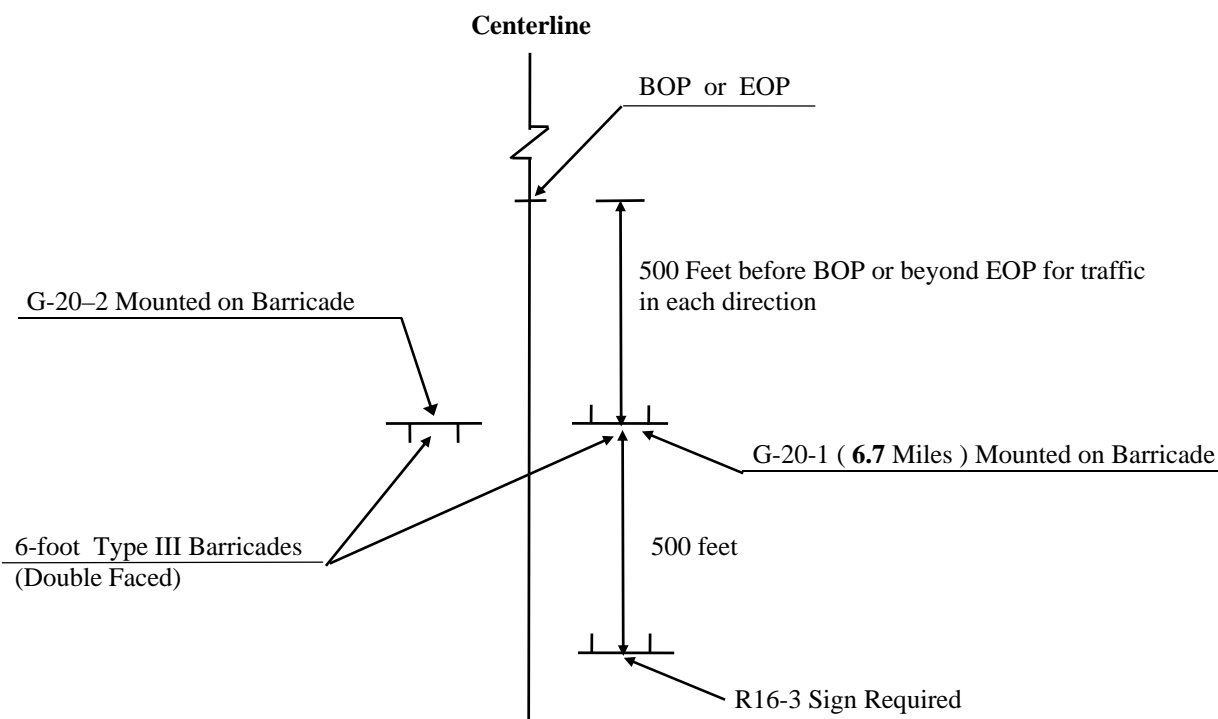 Centerline
BOP or EOP
500 Feet before BOP or beyond EOP for traffic
in each direction
G-20–2 Mounted on Barricade
G-20-1 ( 6.7 Miles ) Mounted on Barricade
6-foot Type III Barricades
(Double Faced)
500 feet
R16-3 Sign Required